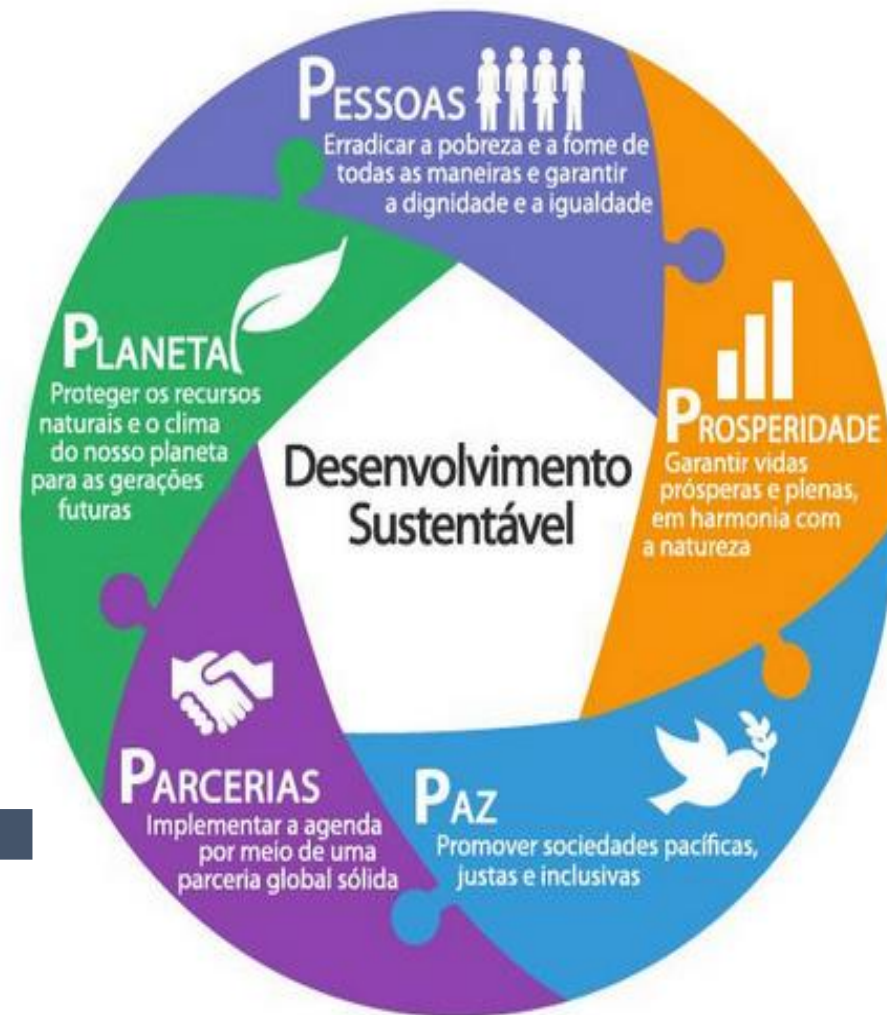 PESSOAS
Erradicar a pobreza e a fome de
todas as maneiras e garantir
a dignidade e a igualdade
PLANETA
Proteger os recursos
naturais e o clima
do nosso planeta
para as gerações
futuras
PROSPERIDADE
Garantir vidas
prósperas e plenas,
em harmonia com
a natureza
Desenvolvimento
Sustentável
PARCERIAS
Implementar a agenda
por meio de uma
parceria global sólida
PAZ
Promover sociedades pacíficas,
justas e inclusivas